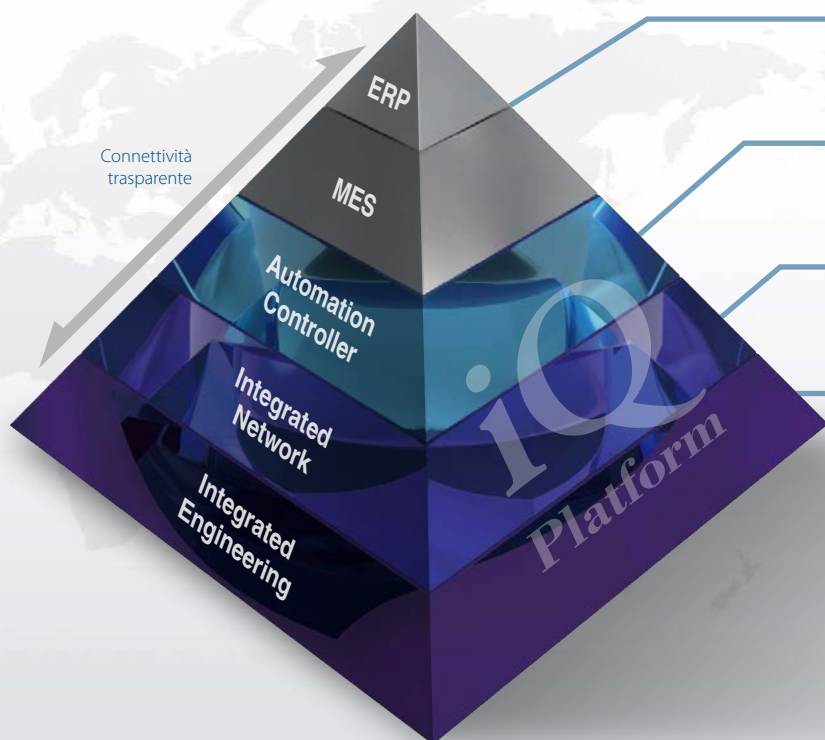 ERP
Connettività
trasparente
MES
Automation
Controller
Integrated
Network
Integrated
Engineering
iQ
Platform